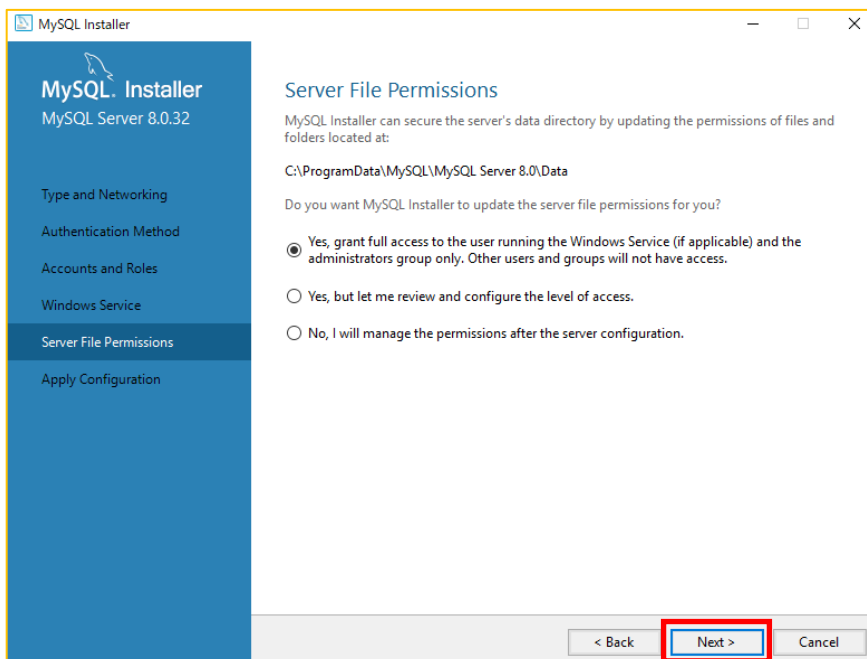 MySQL Installer
MySQL. Installer
MySQL Server 8.0.32
Type and Networking
Authentication Method
Accounts and Roles
Windows Service
Server File Permissions
Apply Configuration
Server File Permissions
MySQL Installer can secure the server's data directory by updating the permissions of files and
folders located at:
C:\ProgramData\MySQL\MySQL Server 8.0\Data
Do you want MySQL Installer to update the server file permissions for you?
Yes, grant full access to the user running the Windows Service (if applicable) and the
administrators group only. Other users and groups will not have access.
Yes, but let me review and configure the level of access.
No, I will manage the permissions after the server configuration.
< Back
Next >
Cancel